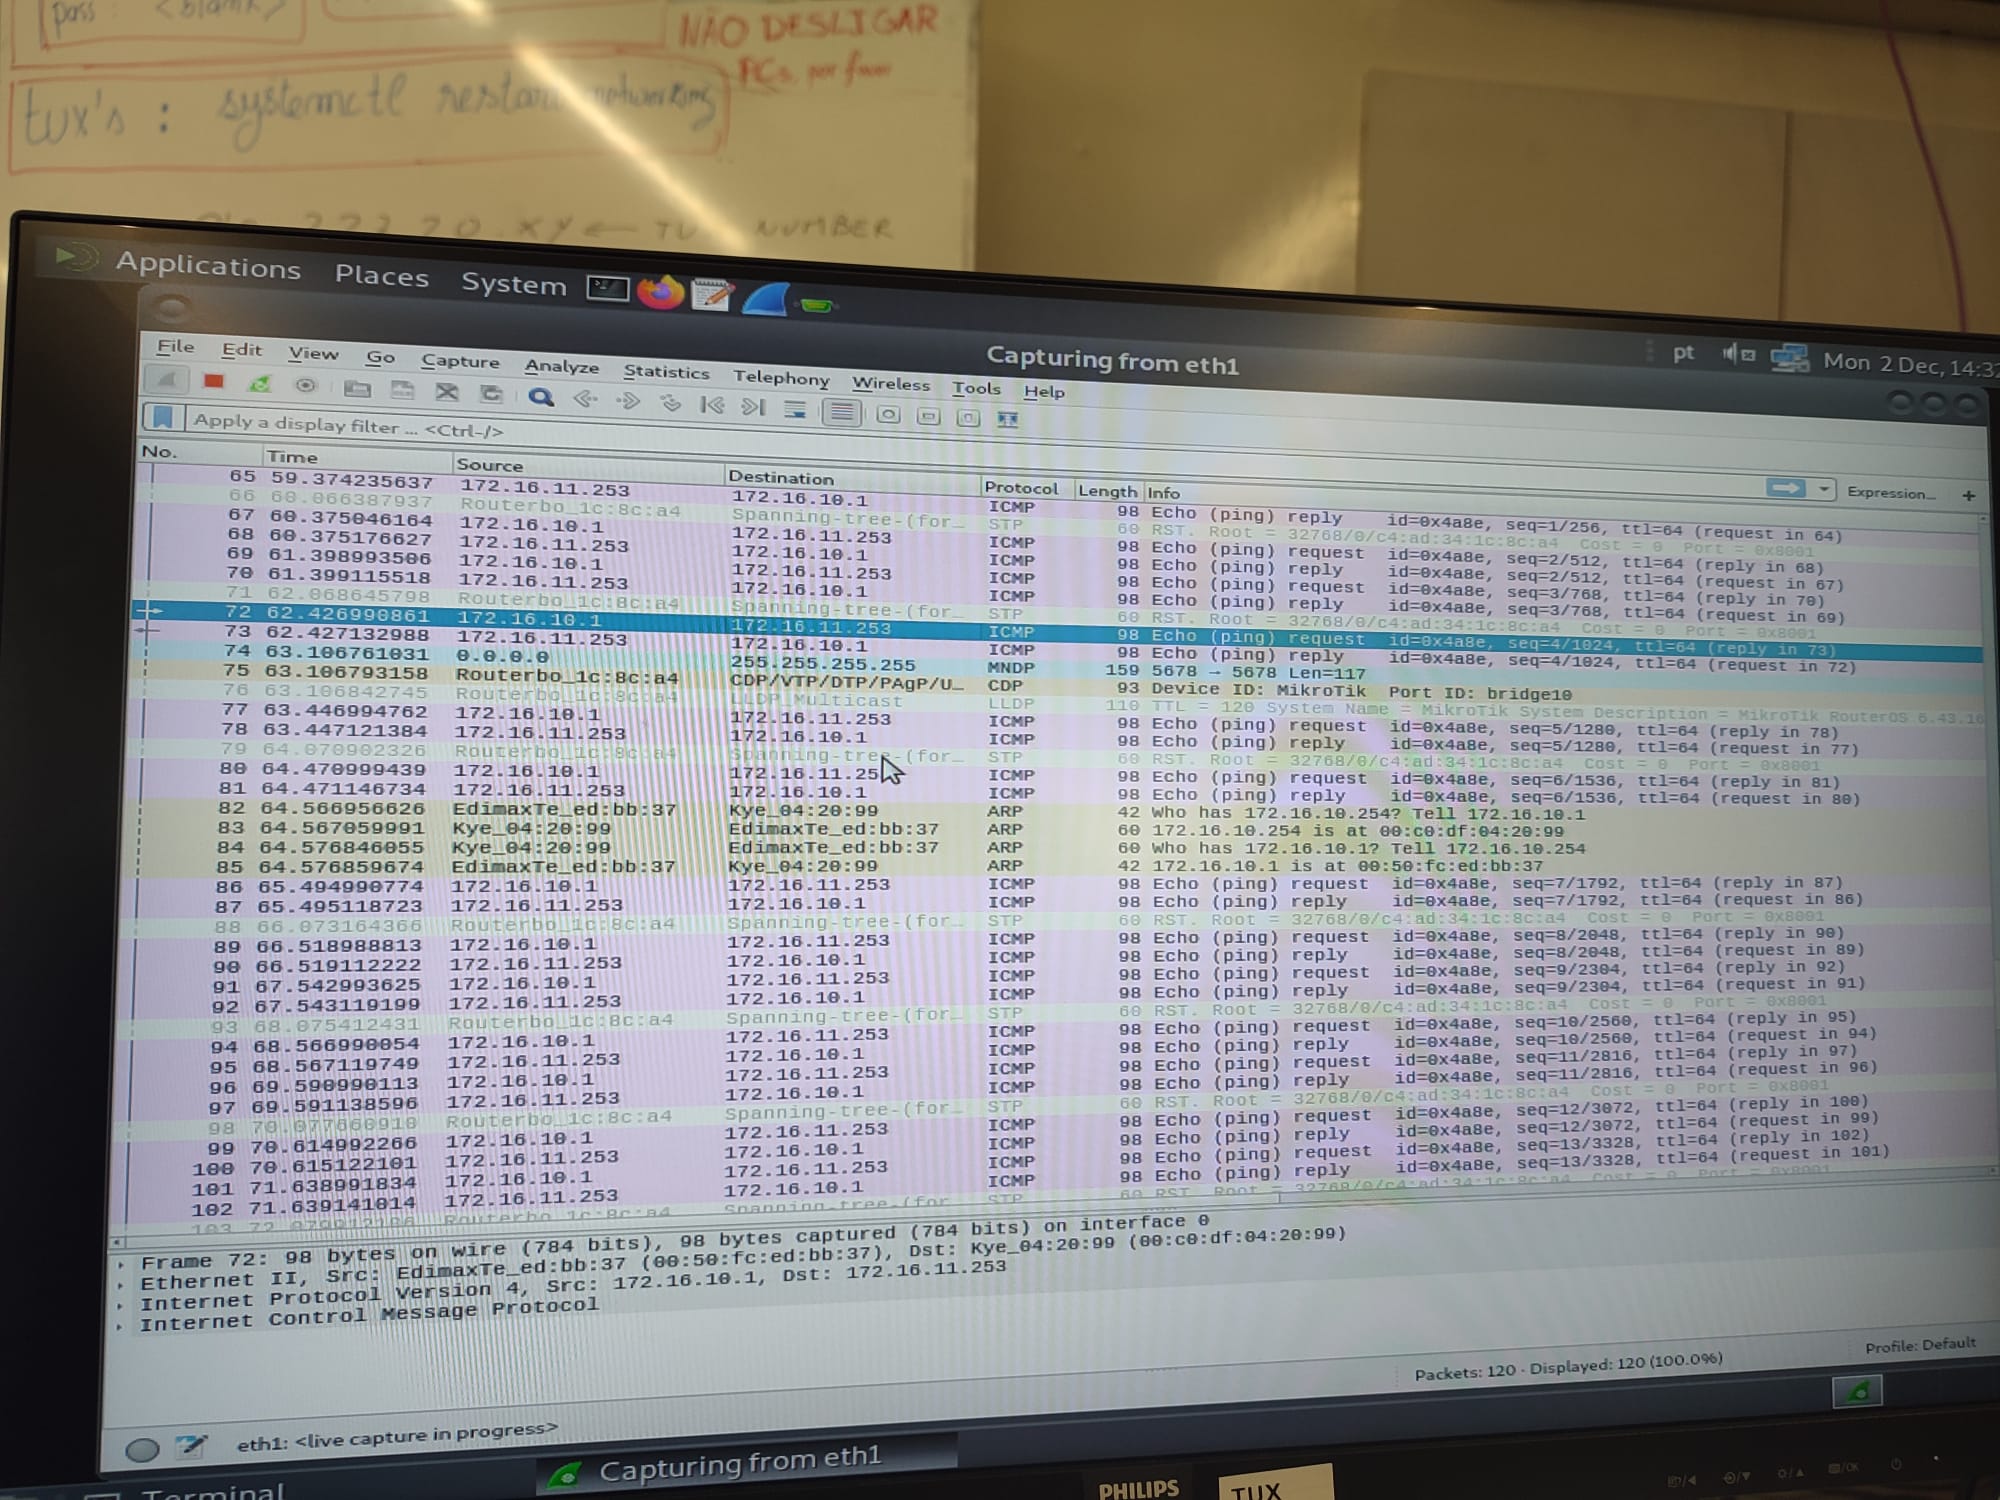 pass : <blank>
NÃO DESLIGAR
PCs. por favor
tux's : systemctl restart networking
XY ← TU NUMBER
Applications Places System
pt Mon 2 Dec, 14:32
Capturing from eth1
File Edit View Go Capture Analyze Statistics Telephony Wireless Tools Help
Apply a display filter ... <Ctrl-/>
Expression... +
No. Time Source Destination Protocol Length Info
65 59.374235637 172.16.11.253 172.16.10.1 ICMP 98 Echo (ping) reply id=0x4a8e, seq=1/256, ttl=64 (request in 64)
66 60.066387937 Routerbo_1c:8c:a4 Spanning-tree-(for… STP 60 RST. Root = 32768/0/c4:ad:34:1c:8c:a4 Cost = 0 Port = 0x8001
67 60.375046164 172.16.10.1 172.16.11.253 ICMP 98 Echo (ping) request id=0x4a8e, seq=2/512, ttl=64 (reply in 68)
68 60.375176627 172.16.11.253 172.16.10.1 ICMP 98 Echo (ping) reply id=0x4a8e, seq=2/512, ttl=64 (request in 67)
69 61.398993506 172.16.10.1 172.16.11.253 ICMP 98 Echo (ping) request id=0x4a8e, seq=3/768, ttl=64 (reply in 70)
70 61.399115518 172.16.11.253 172.16.10.1 ICMP 98 Echo (ping) reply id=0x4a8e, seq=3/768, ttl=64 (request in 69)
71 62.068645798 Routerbo_1c:8c:a4 Spanning-tree-(for… STP 60 RST. Root = 32768/0/c4:ad:34:1c:8c:a4 Cost = 0 Port = 0x8001
72 62.426990861 172.16.10.1 172.16.11.253 ICMP 98 Echo (ping) request id=0x4a8e, seq=4/1024, ttl=64 (reply in 73)
73 62.427132988 172.16.11.253 172.16.10.1 ICMP 98 Echo (ping) reply id=0x4a8e, seq=4/1024, ttl=64 (request in 72)
74 63.106761031 0.0.0.0 255.255.255.255 MNDP 159 5678 → 5678 Len=117
75 63.106793158 Routerbo_1c:8c:a4 CDP/VTP/DTP/PAgP/U… CDP 93 Device ID: MikroTik Port ID: bridge10
76 63.106842745 Routerbo_1c:8c:a4 LLDP_Multicast LLDP 110 TTL = 120 System Name = MikroTik System Description = MikroTik RouterOS 6.43.16
77 63.446994762 172.16.10.1 172.16.11.253 ICMP 98 Echo (ping) request id=0x4a8e, seq=5/1280, ttl=64 (reply in 78)
78 63.447121384 172.16.11.253 172.16.10.1 ICMP 98 Echo (ping) reply id=0x4a8e, seq=5/1280, ttl=64 (request in 77)
79 64.070902326 Routerbo_1c:8c:a4 Spanning-tree-(for… STP 60 RST. Root = 32768/0/c4:ad:34:1c:8c:a4 Cost = 0 Port = 0x8001
80 64.470999439 172.16.10.1 172.16.11.25 ICMP 98 Echo (ping) request id=0x4a8e, seq=6/1536, ttl=64 (reply in 81)
81 64.471146734 172.16.11.253 172.16.10.1 ICMP 98 Echo (ping) reply id=0x4a8e, seq=6/1536, ttl=64 (request in 80)
82 64.566956626 EdimaxTe_ed:bb:37 Kye_04:20:99 ARP 42 Who has 172.16.10.254? Tell 172.16.10.1
83 64.567059991 Kye_04:20:99 EdimaxTe_ed:bb:37 ARP 60 172.16.10.254 is at 00:c0:df:04:20:99
84 64.576846055 Kye_04:20:99 EdimaxTe_ed:bb:37 ARP 60 Who has 172.16.10.1? Tell 172.16.10.254
85 64.576859674 EdimaxTe_ed:bb:37 Kye_04:20:99 ARP 42 172.16.10.1 is at 00:50:fc:ed:bb:37
86 65.494990774 172.16.10.1 172.16.11.253 ICMP 98 Echo (ping) request id=0x4a8e, seq=7/1792, ttl=64 (reply in 87)
87 65.495118723 172.16.11.253 172.16.10.1 ICMP 98 Echo (ping) reply id=0x4a8e, seq=7/1792, ttl=64 (request in 86)
88 66.073164366 Routerbo_1c:8c:a4 Spanning-tree-(for… STP 60 RST. Root = 32768/0/c4:ad:34:1c:8c:a4 Cost = 0 Port = 0x8001
89 66.518988813 172.16.10.1 172.16.11.253 ICMP 98 Echo (ping) request id=0x4a8e, seq=8/2048, ttl=64 (reply in 90)
90 66.519112222 172.16.11.253 172.16.10.1 ICMP 98 Echo (ping) reply id=0x4a8e, seq=8/2048, ttl=64 (request in 89)
91 67.542993625 172.16.10.1 172.16.11.253 ICMP 98 Echo (ping) request id=0x4a8e, seq=9/2304, ttl=64 (reply in 92)
92 67.543119199 172.16.11.253 172.16.10.1 ICMP 98 Echo (ping) reply id=0x4a8e, seq=9/2304, ttl=64 (request in 91)
93 68.075412431 Routerbo_1c:8c:a4 Spanning-tree-(for… STP 60 RST. Root = 32768/0/c4:ad:34:1c:8c:a4 Cost = 0 Port = 0x8001
94 68.566990054 172.16.10.1 172.16.11.253 ICMP 98 Echo (ping) request id=0x4a8e, seq=10/2560, ttl=64 (reply in 95)
95 68.567119749 172.16.11.253 172.16.10.1 ICMP 98 Echo (ping) reply id=0x4a8e, seq=10/2560, ttl=64 (request in 94)
96 69.590990113 172.16.10.1 172.16.11.253 ICMP 98 Echo (ping) request id=0x4a8e, seq=11/2816, ttl=64 (reply in 97)
97 69.591138596 172.16.11.253 172.16.10.1 ICMP 98 Echo (ping) reply id=0x4a8e, seq=11/2816, ttl=64 (request in 96)
98 70.077660910 Routerbo_1c:8c:a4 Spanning-tree-(for… STP 60 RST. Root = 32768/0/c4:ad:34:1c:8c:a4 Cost = 0 Port = 0x8001
99 70.614992266 172.16.10.1 172.16.11.253 ICMP 98 Echo (ping) request id=0x4a8e, seq=12/3072, ttl=64 (reply in 100)
100 70.615122101 172.16.11.253 172.16.10.1 ICMP 98 Echo (ping) reply id=0x4a8e, seq=12/3072, ttl=64 (request in 99)
101 71.638991834 172.16.10.1 172.16.11.253 ICMP 98 Echo (ping) request id=0x4a8e, seq=13/3328, ttl=64 (reply in 102)
102 71.639141014 172.16.11.253 172.16.10.1 ICMP 98 Echo (ping) reply id=0x4a8e, seq=13/3328, ttl=64 (request in 101)
103 Routerbo_1c:8c:a4 Spanning-tree-(for STP 60 RST. Root = 32768/0/c4:ad:34:1c:8c:a4 Cost = 0 Port = 0x8001
Frame 72: 98 bytes on wire (784 bits), 98 bytes captured (784 bits) on interface 0
Ethernet II, Src: EdimaxTe_ed:bb:37 (00:50:fc:ed:bb:37), Dst: Kye_04:20:99 (00:c0:df:04:20:99)
Internet Protocol Version 4, Src: 172.16.10.1, Dst: 172.16.11.253
Internet Control Message Protocol
eth1: <live capture in progress>
Packets: 120 · Displayed: 120 (100.0%)
Profile: Default
Terminal
Capturing from eth1
PHILIPS
TUX